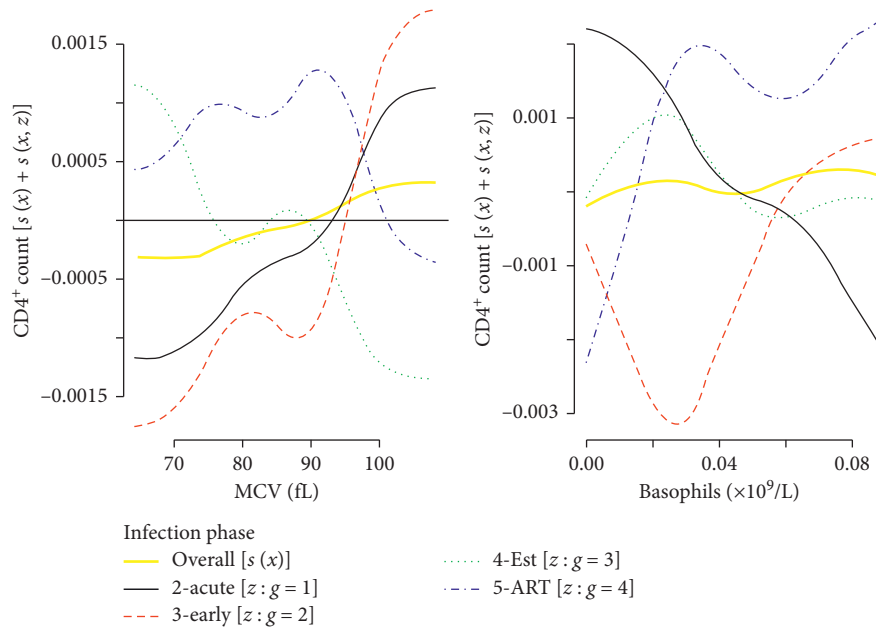 CD4⁺ count [s (x) + s (x, z)]
0.0015
0.0005
−0.0005
−0.0015
70 80 90 100
MCV (fL)
CD4⁺ count [s (x) + s (x, z)]
0.001
−0.001
−0.003
0.00 0.04 0.08
Basophils (×10⁹/L)
Infection phase
Overall [s (x)]
2-acute [z : g = 1]
3-early [z : g = 2]
4-Est [z : g = 3]
5-ART [z : g = 4]